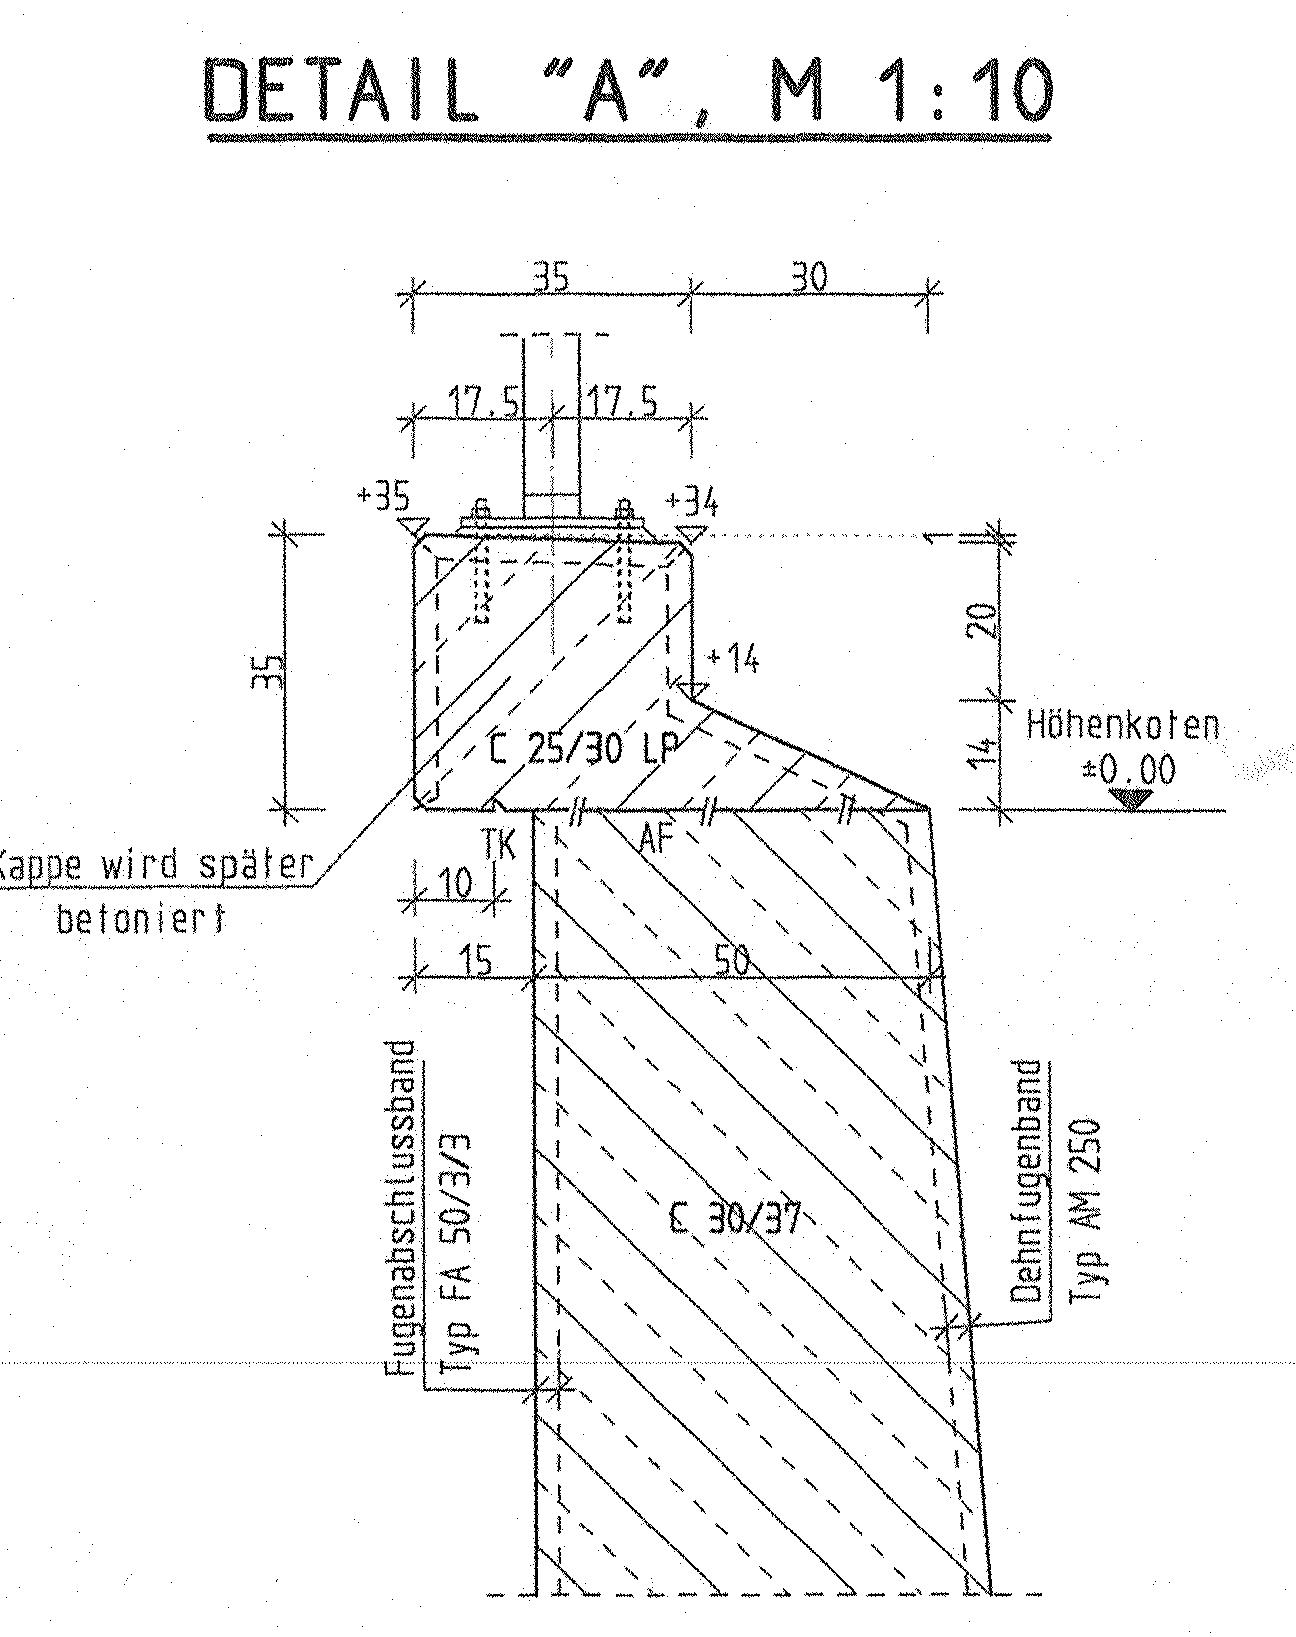 DETAIL "A", M 1:10
35
30
17.5
17.5
+35
+34
1
35
20
+14
14
Höhenkoten
±0.00
C 25/30 LP
TK
AF
Kappe wird später
betoniert
10
15
50
Fugenabschlussband
Typ FA 50/3/3
C 30/37
Dehnfugenband
Typ AM 250